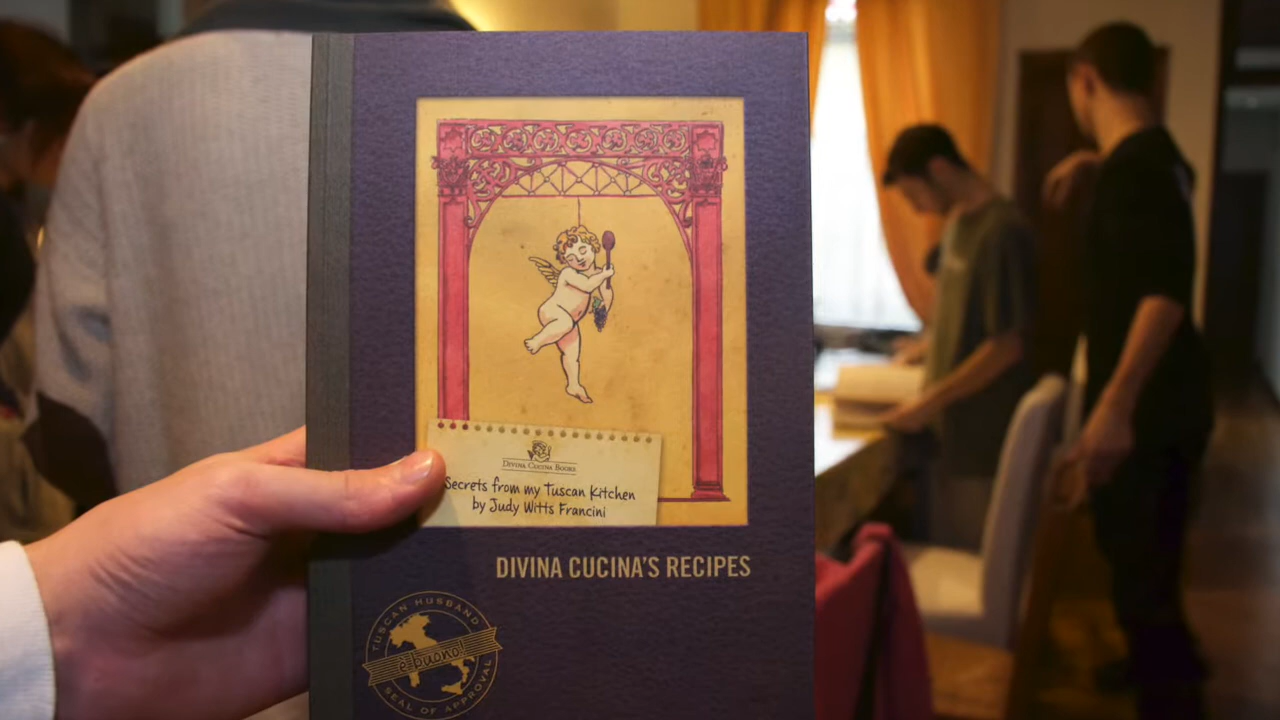 DIVINA CUCINA BOOKS
Secrets from my Tuscan Kitchen
by Judy Witts Francini
DIVINA CUCINA'S RECIPES
TUSCAN HUSBAND
è buono!
SEAL OF APPROVAL